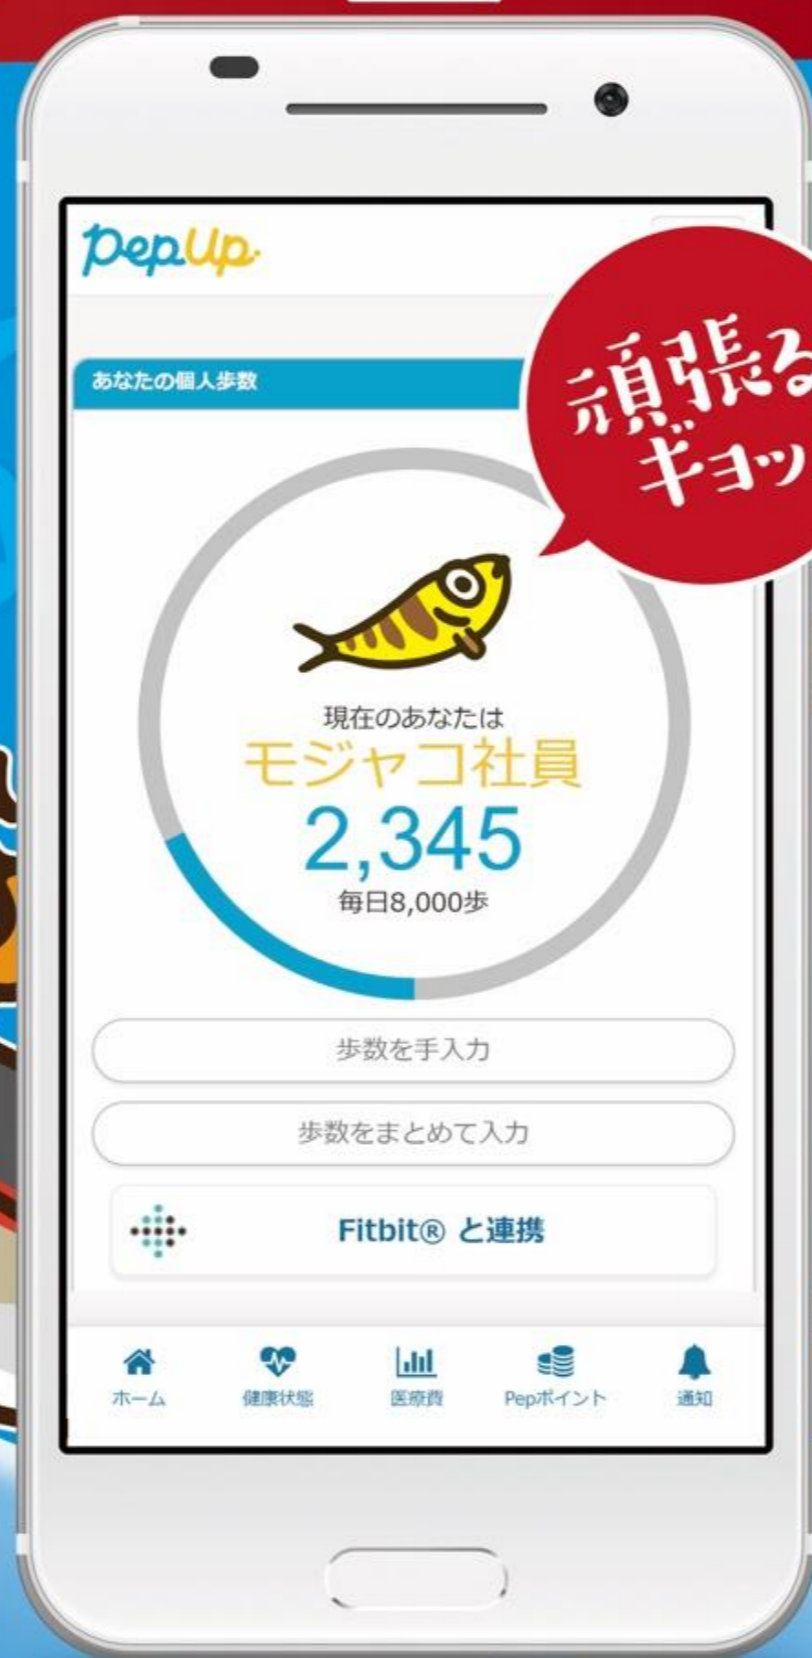 PepUp
頑張る
ギョッ
あなたの個人歩数
現在のあなたは
モジャコ社員
2,345
毎日8,000歩
歩数を手入力
歩数をまとめて入力
Fitbit® と連携
ホーム
健康状態
医療費
Pepポイント
通知